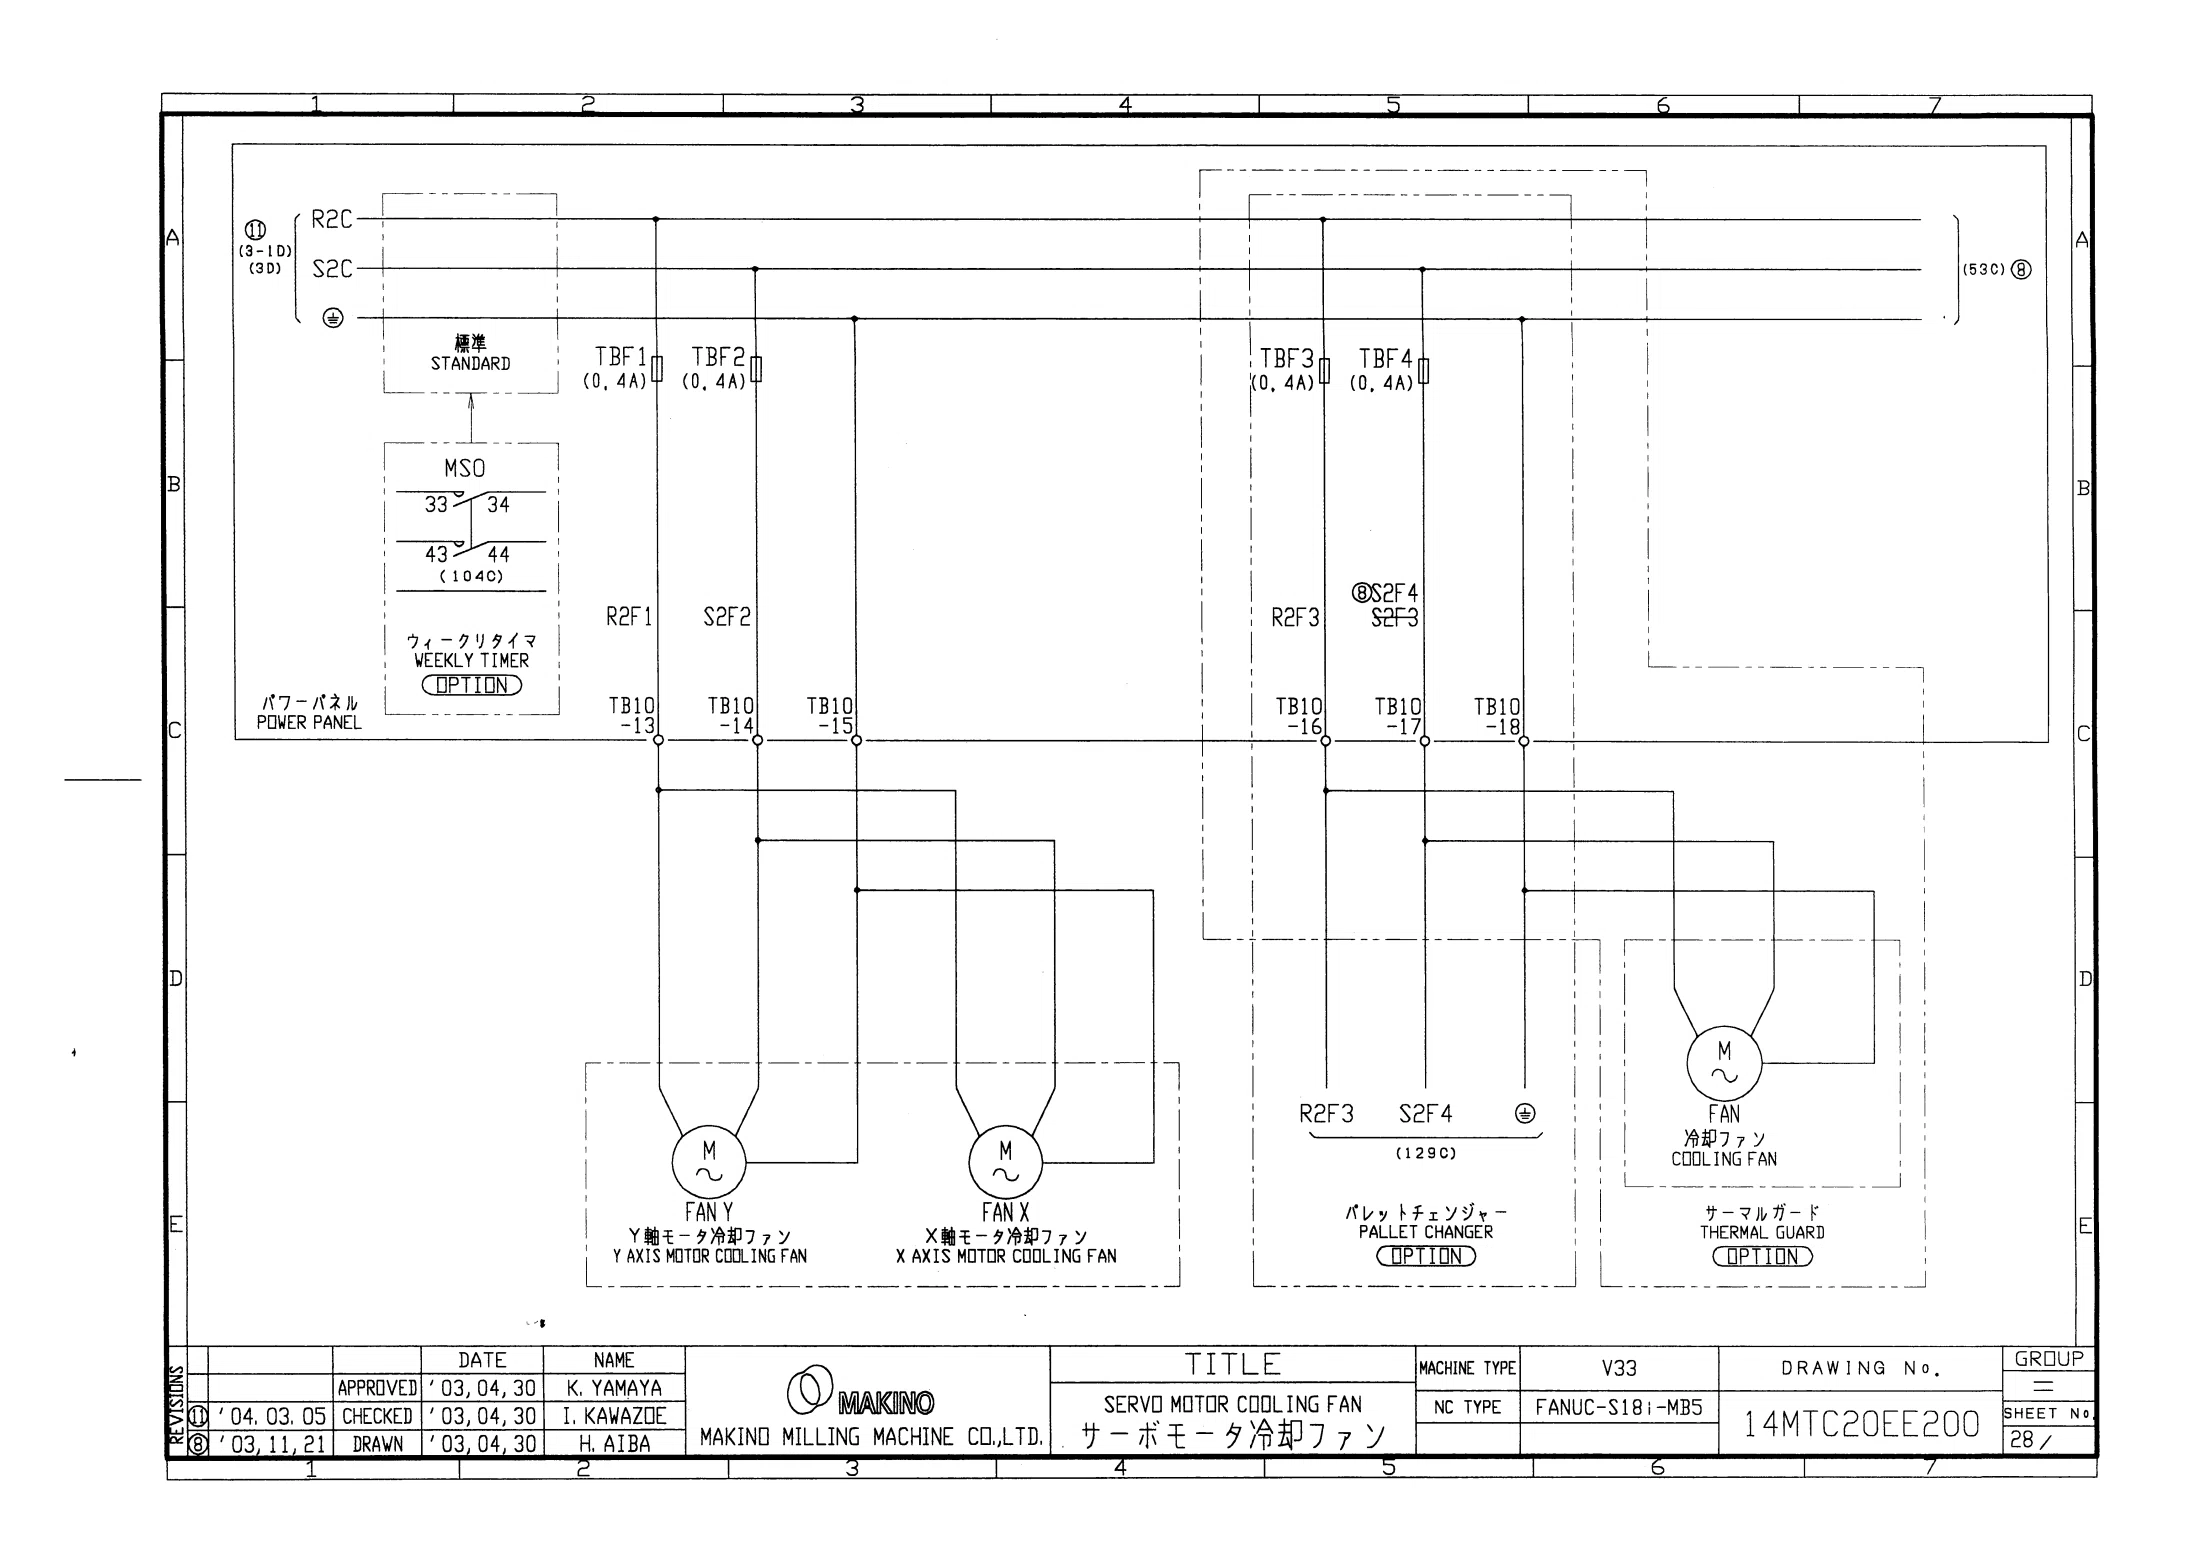 1 2 3 4 5 6 7
A A
B B
C C
D D
E E
⑪
(3-1D)
(3D)
R2C
S2C
(53C) ⑧
標準
STANDARD
TBF1
(0.4A)
TBF2
(0.4A)
TBF3
(0.4A)
TBF4
(0.4A)
MS0
33 34
43 44
(104C)
ウィークリタイマ
WEEKLY TIMER
OPTION
R2F1
S2F2
R2F3
⑧S2F4
S2F3
パワーパネル
POWER PANEL
TB10
-13
TB10
-14
TB10
-15
TB10
-16
TB10
-17
TB10
-18
M
FAN Y
Y軸モータ冷却ファン
Y AXIS MOTOR COOLING FAN
M
FAN X
X軸モータ冷却ファン
X AXIS MOTOR COOLING FAN
R2F3 S2F4
(129C)
パレットチェンジャー
PALLET CHANGER
OPTION
M
FAN
冷却ファン
COOLING FAN
サーマルガード
THERMAL GUARD
OPTION
REVISIONS
DATE NAME
APPROVED '03,04,30 K. YAMAYA
⑪ '04.03.05 CHECKED '03,04,30 I. KAWAZOE
⑧ '03,11,21 DRAWN '03,04,30 H. AIBA
MAKINO
MAKINO MILLING MACHINE CO.,LTD.
TITLE
SERVO MOTOR COOLING FAN
サーボモータ冷却ファン
MACHINE TYPE V33
NC TYPE FANUC-S18i-MB5
DRAWING No.
14MTC20EE200
GROUP
=
SHEET No.
28/
1 2 3 4 5 6 7